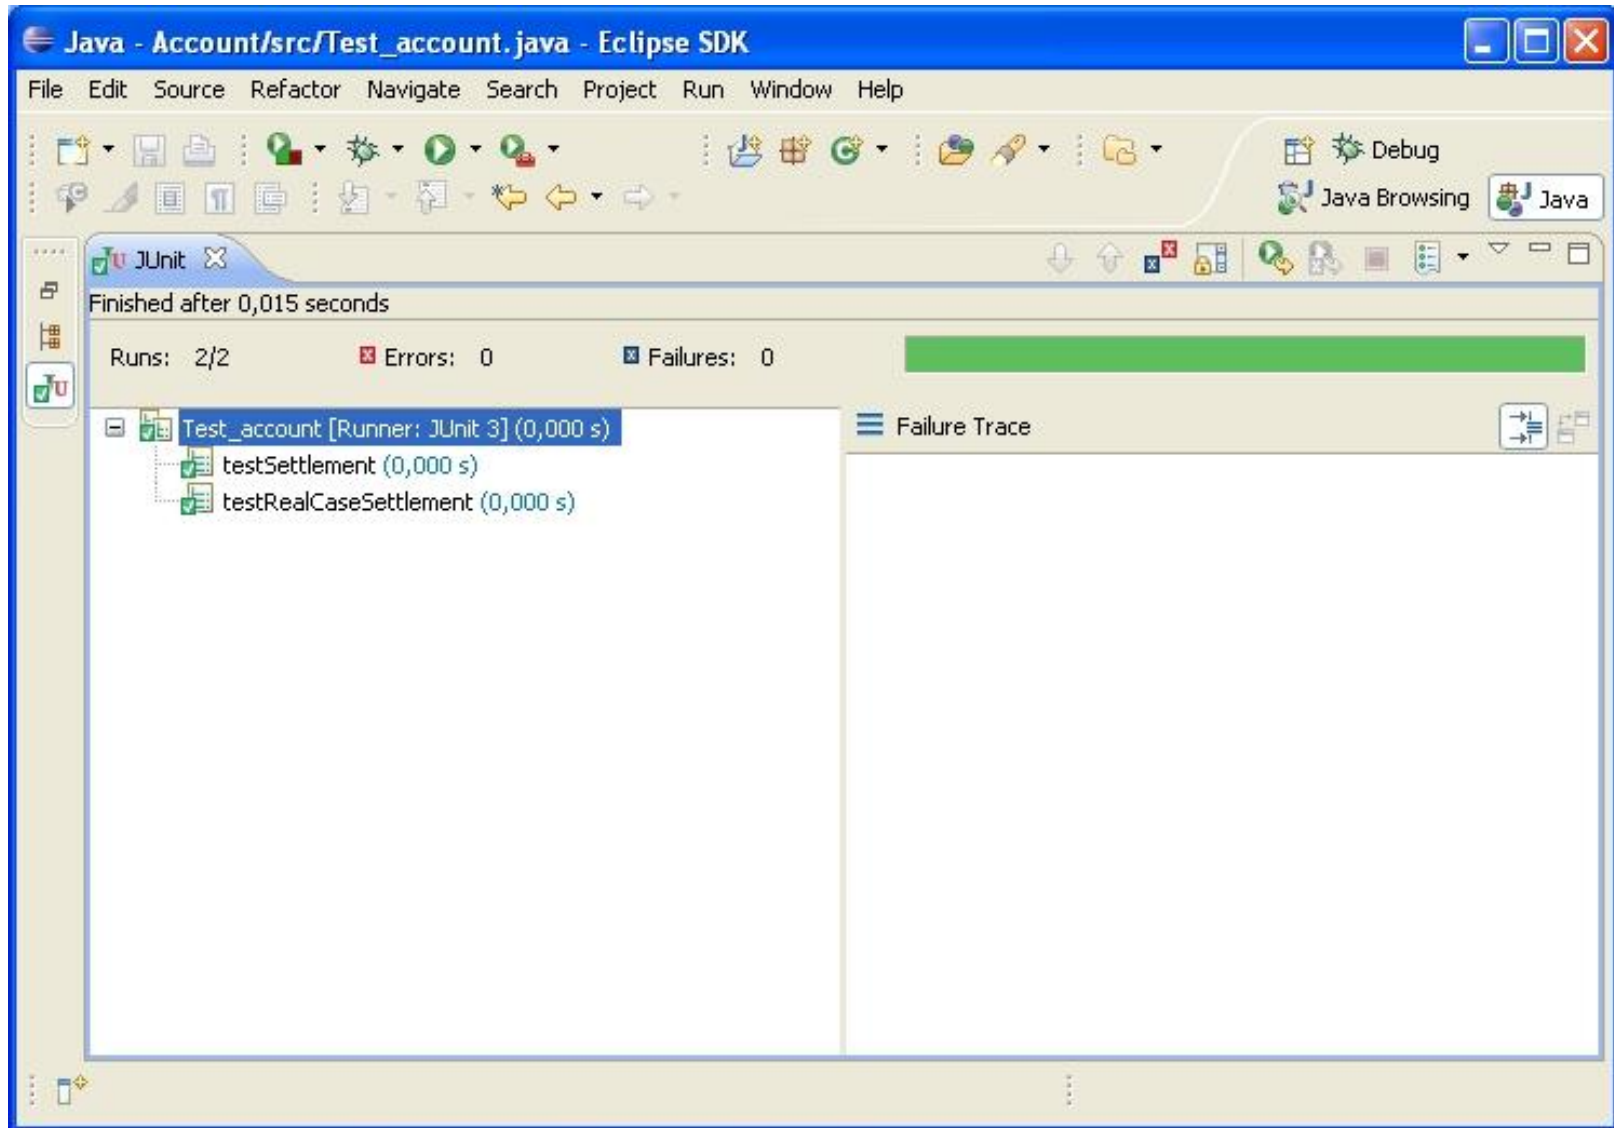 Java - Account/src/Test_account.java - Eclipse SDK
File Edit Source Refactor Navigate Search Project Run Window Help
Debug
Java Browsing Java
JUnit
Finished after 0,015 seconds
Runs: 2/2 Errors: 0 Failures: 0
Test_account [Runner: JUnit 3] (0,000 s)
testSettlement (0,000 s)
testRealCaseSettlement (0,000 s)
Failure Trace